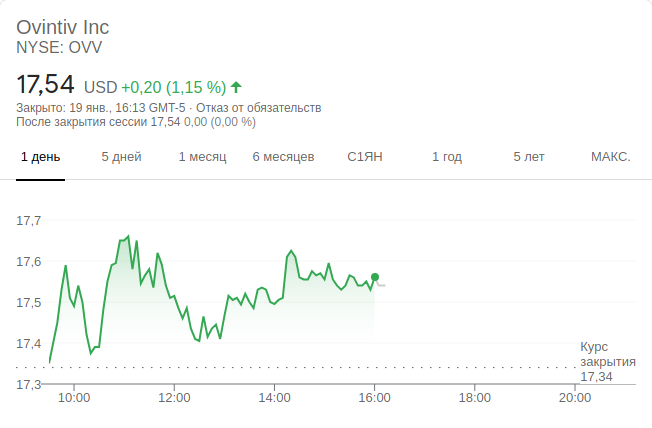 Ovintiv Inc
NYSE: OVV
17,54 USD +0,20 (1,15 %)
Закрыто: 19 янв., 16:13 GMT-5 · Отказ от обязательств
После закрытия сессии 17,54 0,00 (0,00 %)
1 день 5 дней 1 месяц 6 месяцев С1ЯН 1 год 5 лет МАКС.
17,7
17,6
17,5
17,4
Курс
закрытия
17,34
17,3
10:00 12:00 14:00 16:00 18:00 20:00